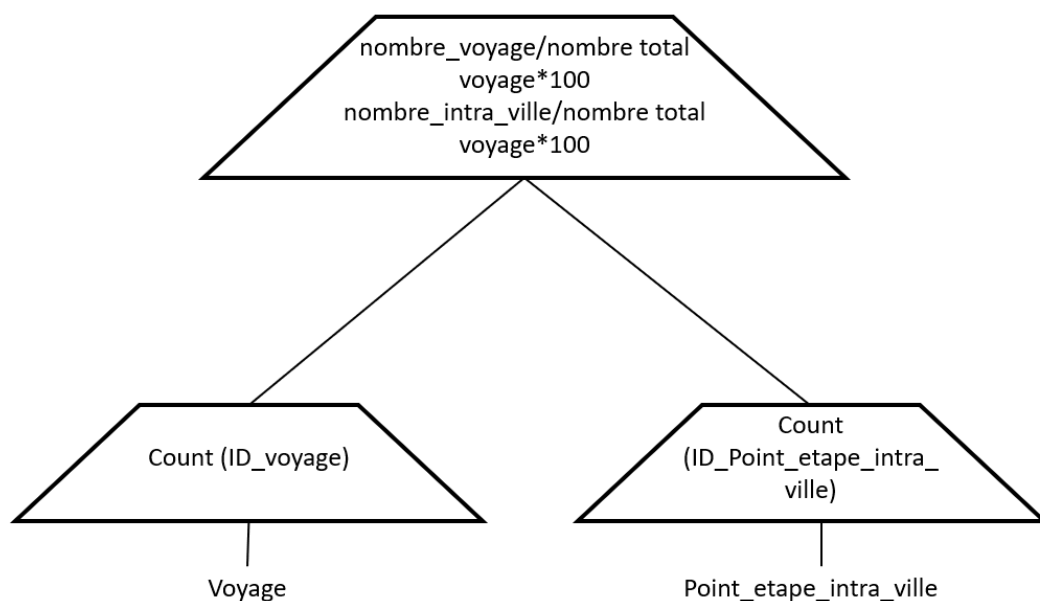 nombre_voyage/nombre total
voyage*100
nombre_intra_ville/nombre total
voyage*100
Count (ID_voyage)
Count
(ID_Point_etape_intra_
ville)
Voyage
Point_etape_intra_ville